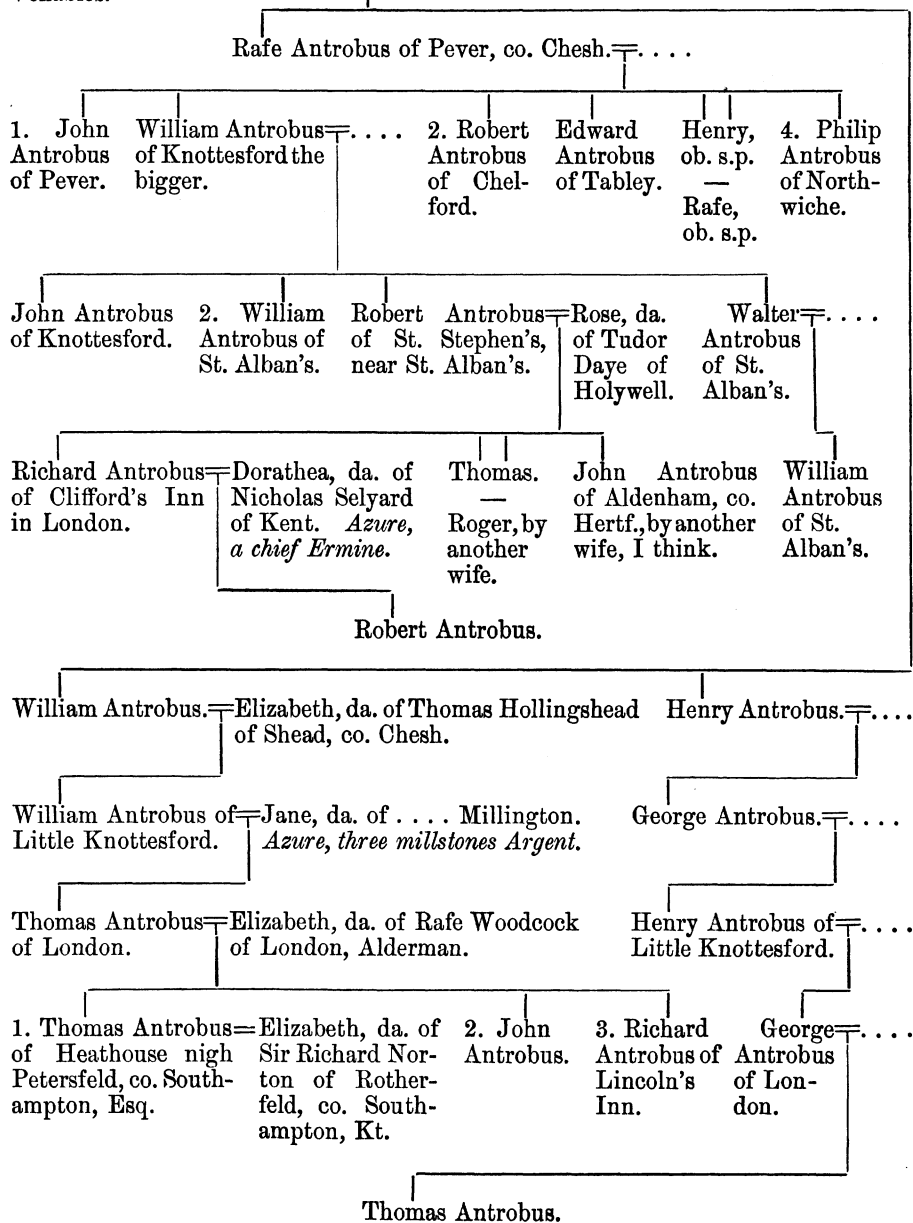 Rafe Antrobus of Pever, co. Chesh.=. . . .
1. John Antrobus of Pever.
William Antrobus=. . . . of Knottesford the bigger.
2. Robert Antrobus of Chelford.
Edward Antrobus of Tabley.
Henry, ob. s.p.
—
Rafe, ob. s.p.
4. Philip Antrobus of Northwiche.
John Antrobus of Knottesford.
2. William Antrobus of St. Alban's.
Robert Antrobus= of St. Stephen's, near St. Alban's.
Rose, da. of Tudor Daye of Holywell.
Walter=. . . . Antrobus of St. Alban's.
Richard Antrobus= of Clifford's Inn in London.
Dorathea, da. of Nicholas Selyard of Kent. Azure, a chief Ermine.
Thomas.
—
Roger, by another wife.
John Antrobus of Aldenham, co. Hertf., by another wife, I think.
William Antrobus of St. Alban's.
Robert Antrobus.
William Antrobus.=Elizabeth, da. of Thomas Hollingshead of Shead, co. Chesh.
Henry Antrobus.=. . . .
William Antrobus of= Little Knottesford.
Jane, da. of . . . . Millington. Azure, three millstones Argent.
George Antrobus.=. . . .
Thomas Antrobus= of London.
Elizabeth, da. of Rafe Woodcock of London, Alderman.
Henry Antrobus of=. . . . Little Knottesford.
1. Thomas Antrobus= of Heathouse nigh Petersfeld, co. Southampton, Esq.
Elizabeth, da. of Sir Richard Norton of Rotherfeld, co. Southampton, Kt.
2. John Antrobus.
3. Richard Antrobus of Lincoln's Inn.
George=. . . . Antrobus of London.
Thomas Antrobus.